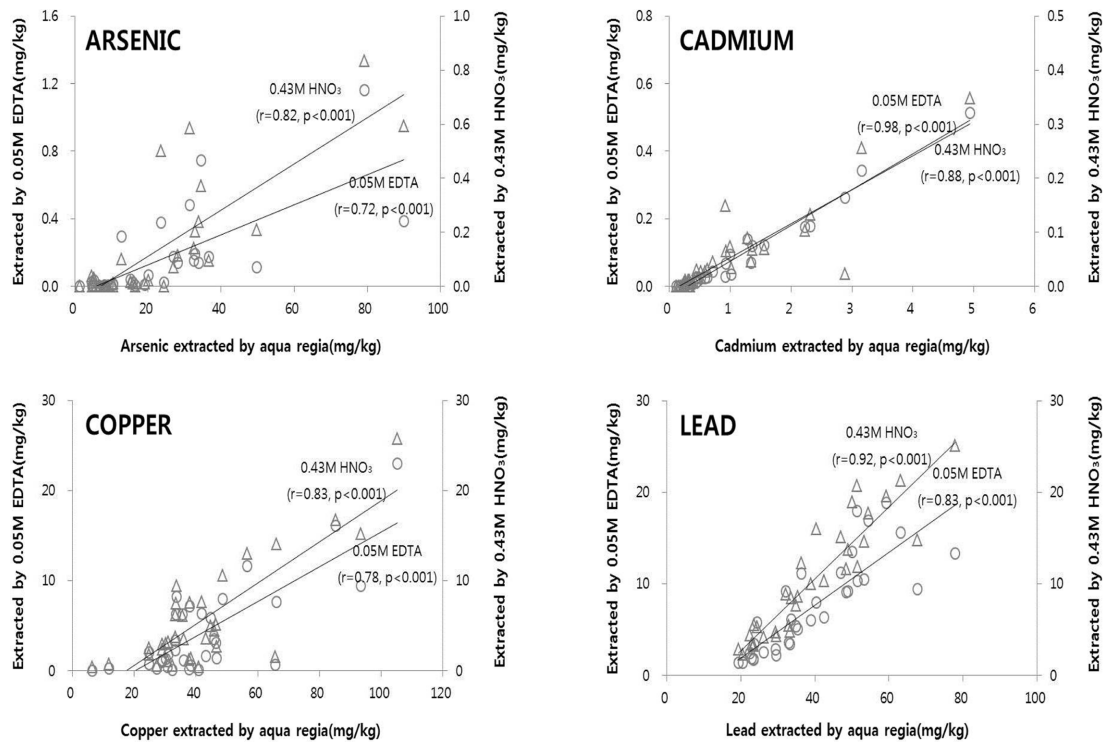 ARSENIC
Extracted by 0.05M EDTA(mg/kg)
1.6
1.2
0.8
0.4
0.0
1.0
0.8
0.6
0.4
0.2
0.0
Extracted by 0.43M HNO₃(mg/kg)
0.43M HNO₃
(r=0.82, p<0.001)
0.05M EDTA
(r=0.72, p<0.001)
0 20 40 60 80 100
Arsenic extracted by aqua regia(mg/kg)
CADMIUM
Extracted by 0.05M EDTA(mg/kg)
0.8
0.6
0.4
0.2
0.0
0.5
0.4
0.3
0.2
0.1
0.0
Extracted by 0.43M HNO₃(mg/kg)
0.05M EDTA
(r=0.98, p<0.001)
0.43M HNO₃
(r=0.88, p<0.001)
0 1 2 3 4 5 6
Cadmium extracted by aqua regia(mg/kg)
COPPER
Extracted by 0.05M EDTA(mg/kg)
30
20
10
0
30
20
10
0
Extracted by 0.43M HNO₃(mg/kg)
0.43M HNO₃
(r=0.83, p<0.001)
0.05M EDTA
(r=0.78, p<0.001)
0 20 40 60 80 100 120
Copper extracted by aqua regia(mg/kg)
LEAD
Extracted by 0.05M EDTA(mg/kg)
30
20
10
0
30
20
10
0
Extracted by 0.43M HNO₃(mg/kg)
0.43M HNO₃
(r=0.92, p<0.001)
0.05M EDTA
(r=0.83, p<0.001)
0 20 40 60 80 100
Lead extracted by aqua regia(mg/kg)